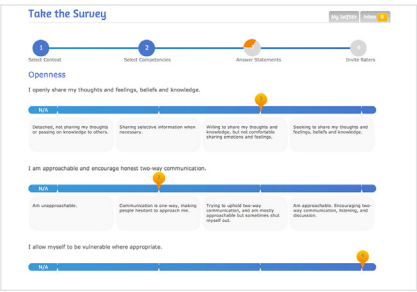 Take the Survey
My Selfies Inbox
1
2
4
Select Context
Select Competencies
Answer Statements
Invite Raters
Openness
I openly share my thoughts and feelings, beliefs and knowledge.
N/A
Detached, not sharing my thoughts
or passing on knowledge to others.
Sharing selective information when
necessary.
Willing to share my thoughts and
knowledge, but not comfortable
sharing emotions and feelings.
Seeking to share my thoughts and
feelings, beliefs and knowledge.
I am approachable and encourage honest two-way communication.
N/A
Am unapproachable.
Communication is one-way, making
people hesitant to approach me.
Trying to uphold two-way
communication, and am mostly
approachable but sometimes shut
myself out.
Am approachable. Encouraging two-
way communication, listening, and
discussion.
I allow myself to be vulnerable where appropriate.
N/A